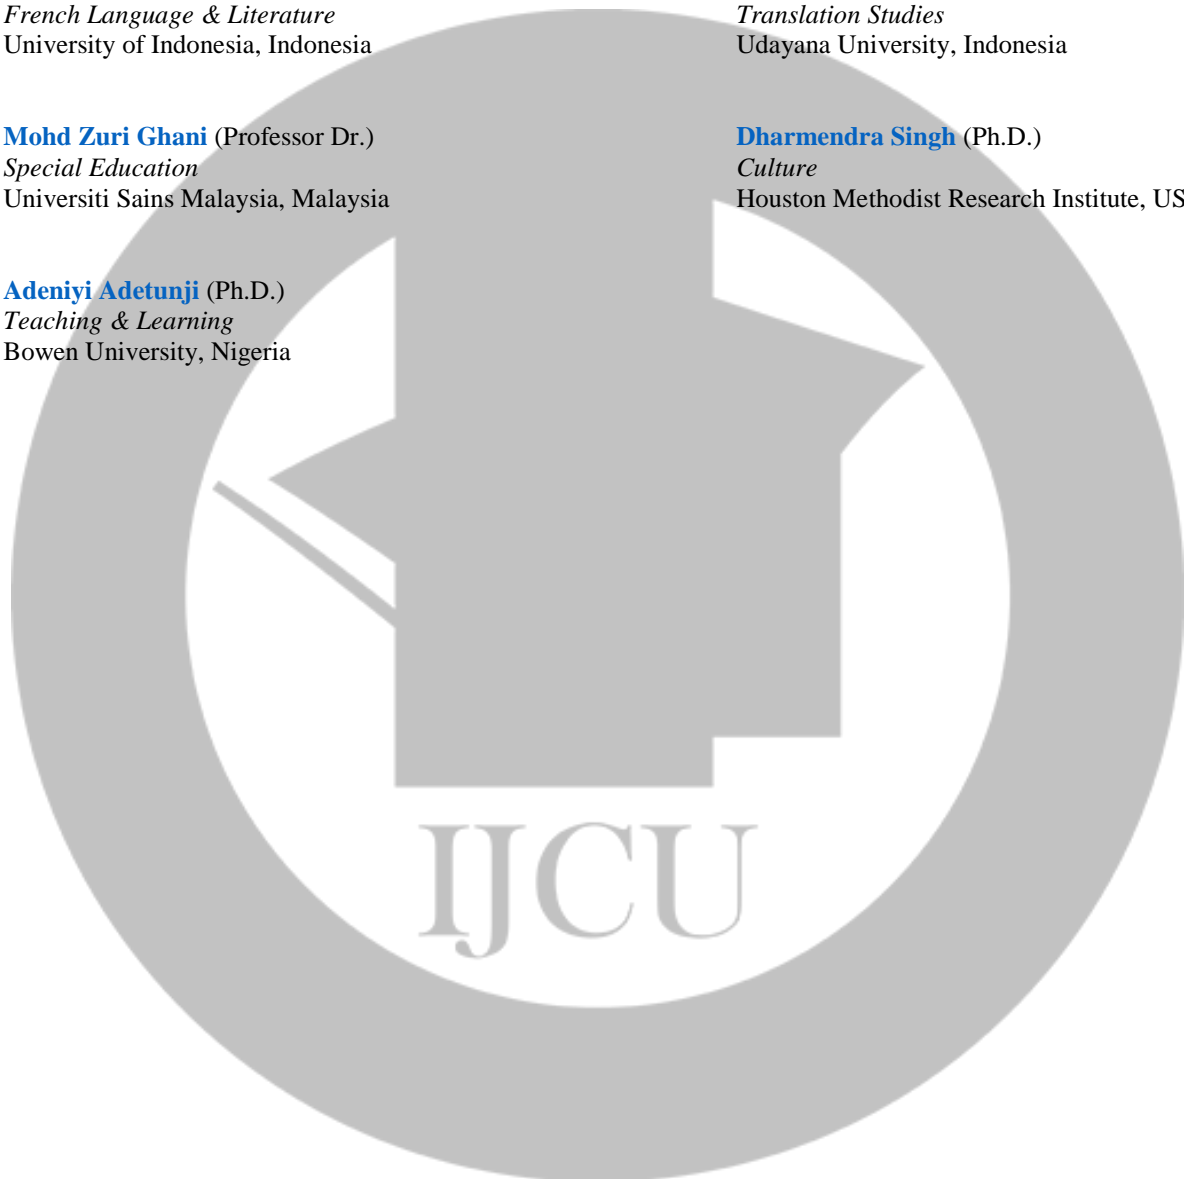 French Language & Literature
University of Indonesia, Indonesia
Translation Studies
Udayana University, Indonesia
Mohd Zuri Ghani (Professor Dr.)
Special Education
Universiti Sains Malaysia, Malaysia
Dharmendra Singh (Ph.D.)
Culture
Houston Methodist Research Institute, US
Adeniyi Adetunji (Ph.D.)
Teaching & Learning
Bowen University, Nigeria
IJCU